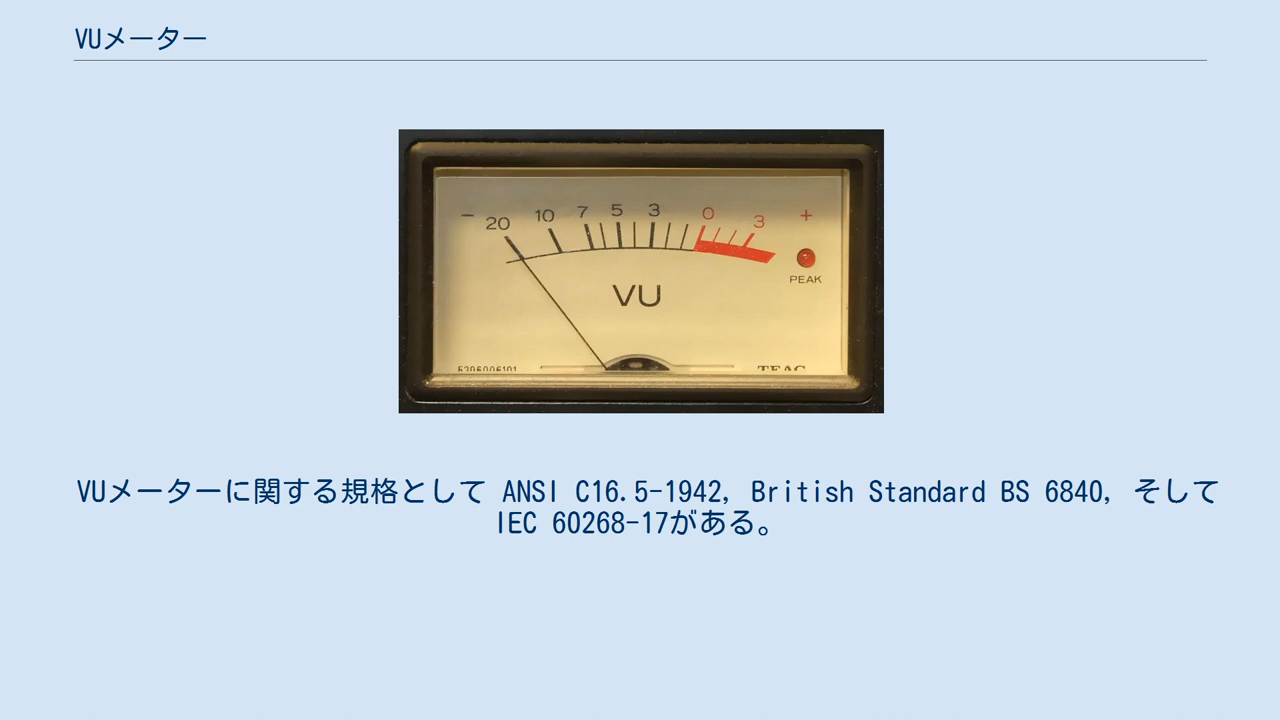 VUメーター
− 20 10 7 5 3 0 3 +
PEAK
VU
VUメーターに関する規格として ANSI C16.5-1942, British Standard BS 6840, そして
IEC 60268-17がある。